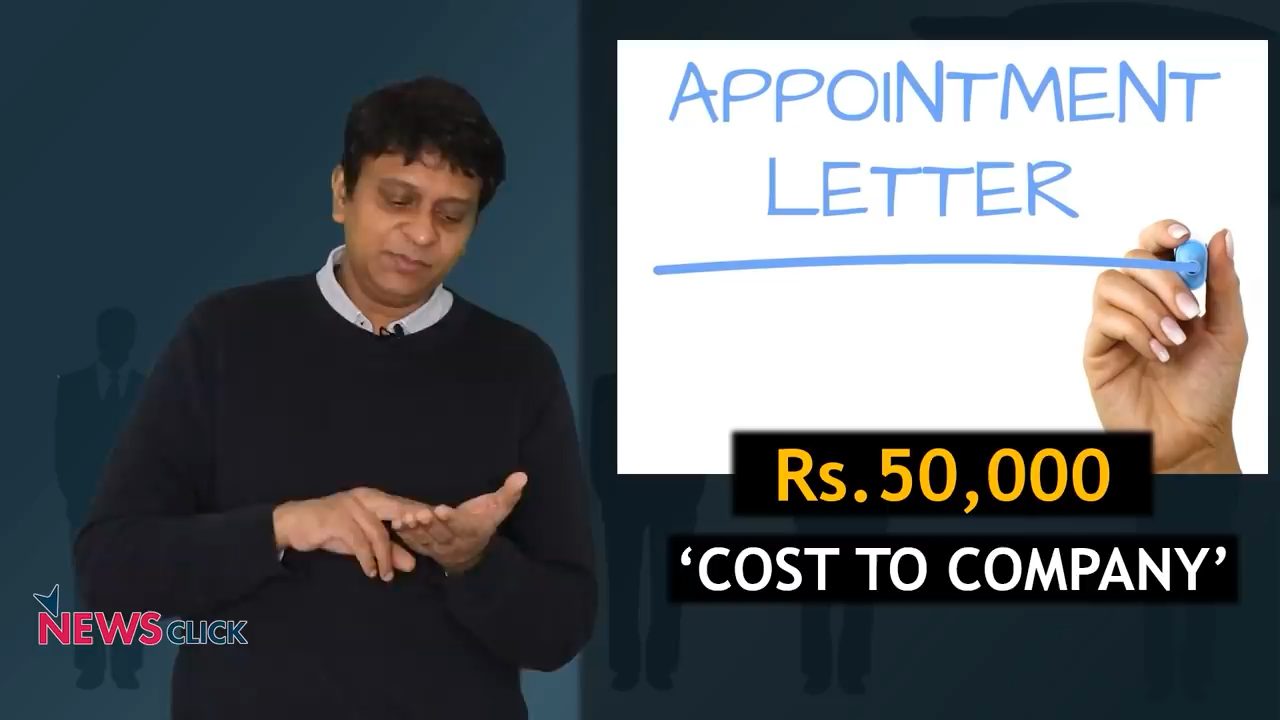 APPOINTMENT
LETTER
Rs.50,000
‘COST TO COMPANY’
NEWSCLICK